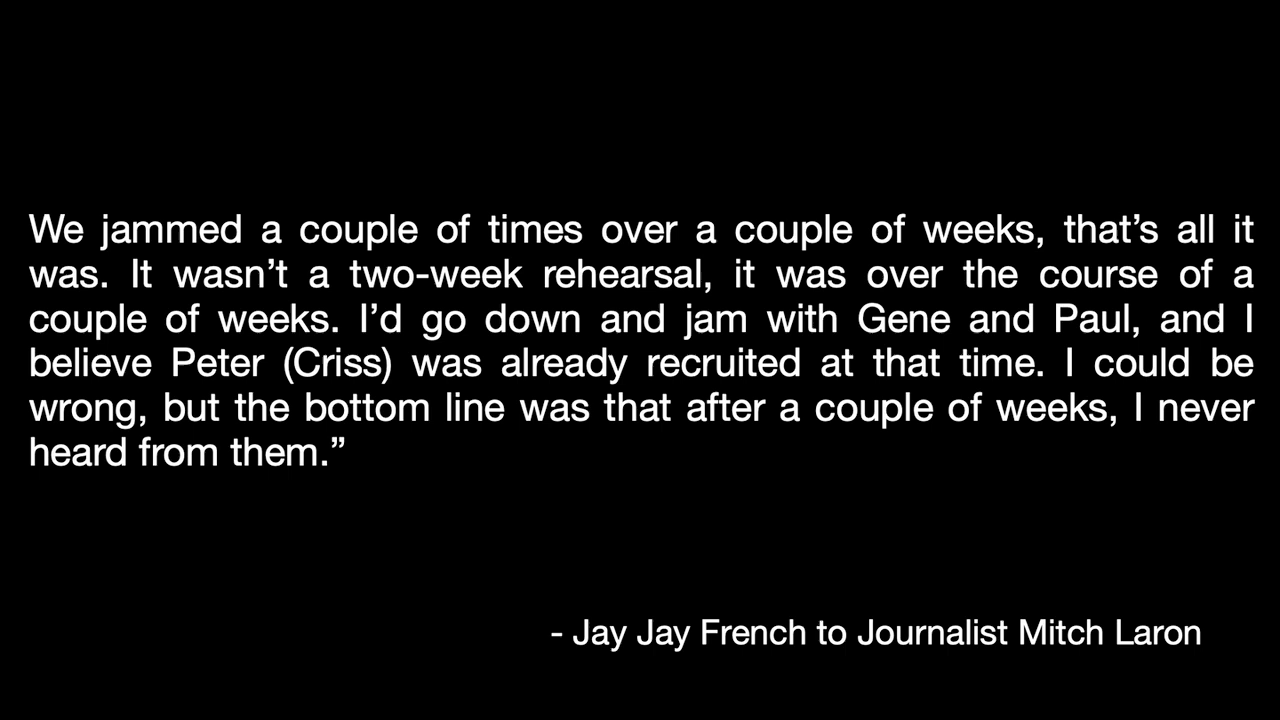 We jammed a couple of times over a couple of weeks, that’s all it
was. It wasn’t a two-week rehearsal, it was over the course of a
couple of weeks. I’d go down and jam with Gene and Paul, and I
believe Peter (Criss) was already recruited at that time. I could be
wrong, but the bottom line was that after a couple of weeks, I never
heard from them.”
- Jay Jay French to Journalist Mitch Laron